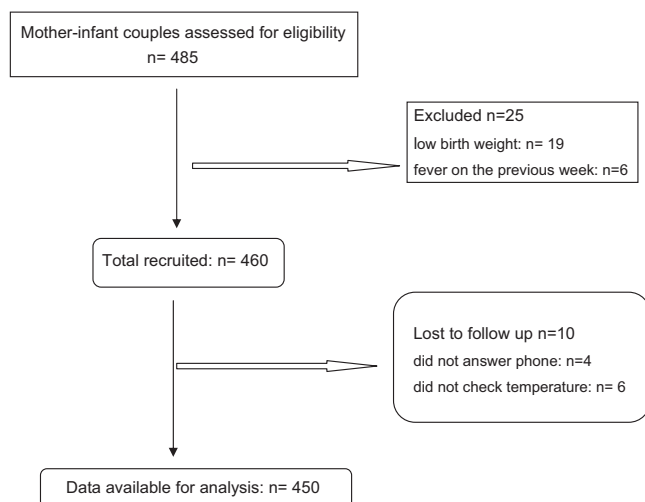 Mother-infant couples assessed for eligibility
n= 485
Excluded n=25
low birth weight: n= 19
fever on the previous week: n=6
Total recruited: n= 460
Lost to follow up n=10
did not answer phone: n=4
did not check temperature: n= 6
Data available for analysis: n= 450